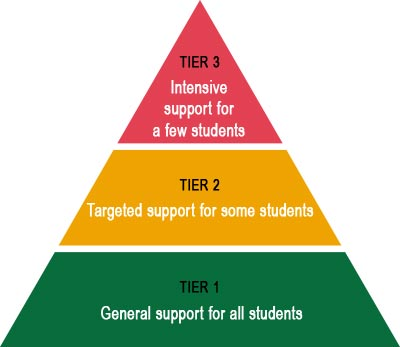 TIER 3
Intensive
support for
a few students
TIER 2
Targeted support for some students
TIER 1
General support for all students